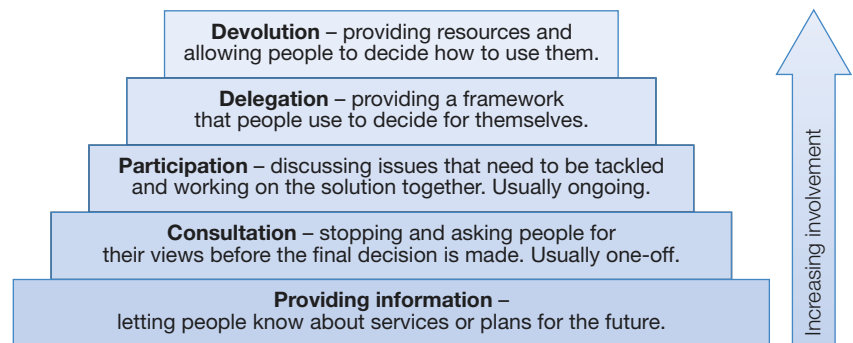 Devolution – providing resources and
allowing people to decide how to use them.
Delegation – providing a framework
that people use to decide for themselves.
Participation – discussing issues that need to be tackled
and working on the solution together. Usually ongoing.
Consultation – stopping and asking people for
their views before the final decision is made. Usually one-off.
Providing information –
letting people know about services or plans for the future.
Increasing involvement